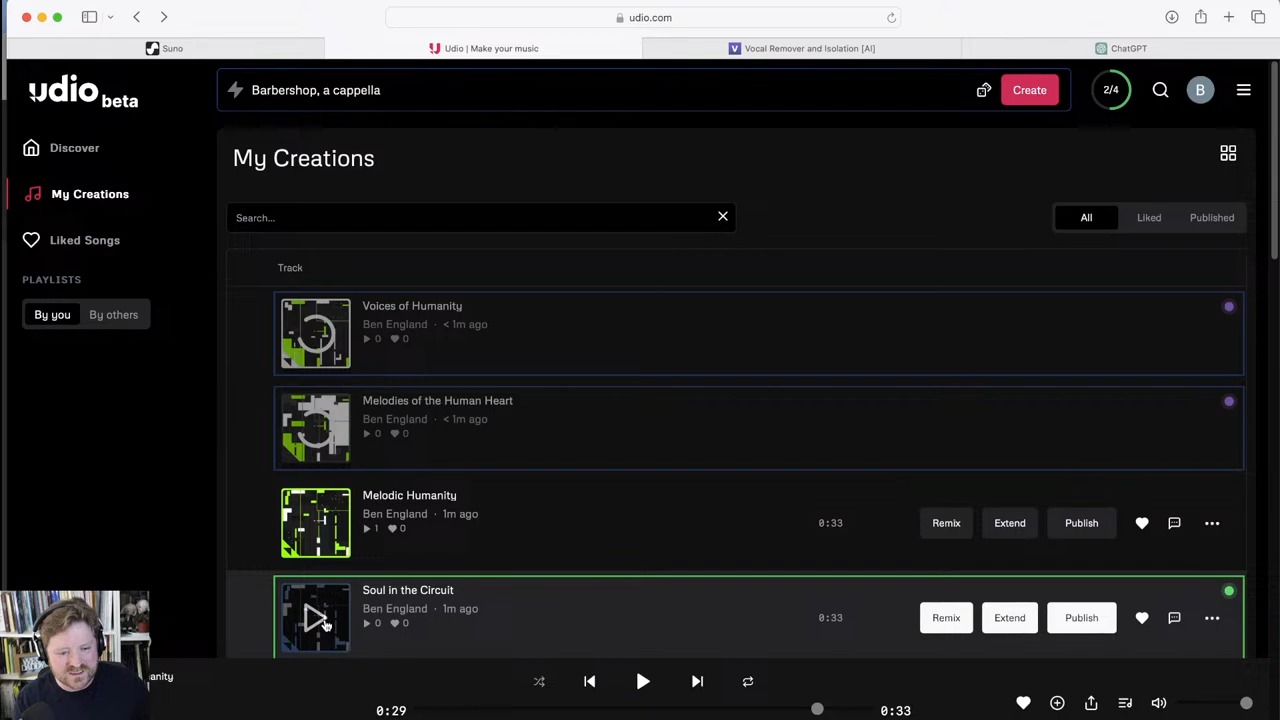 udio.com
Suno
Udio | Make your music
Vocal Remover and Isolation [AI]
ChatGPT
udio beta
Barbershop, a cappella
Create
2/4
B
Discover
My Creations
Liked Songs
PLAYLISTS
By you
By others
My Creations
Search...
All
Liked
Published
Track
Voices of Humanity
Ben England · < 1m ago
0 0
Melodies of the Human Heart
Ben England · < 1m ago
0 0
Melodic Humanity
Ben England · 1m ago
1 0
0:33
Remix
Extend
Publish
Soul in the Circuit
Ben England · 1m ago
0 0
0:33
Remix
Extend
Publish
anity
0:29
0:33